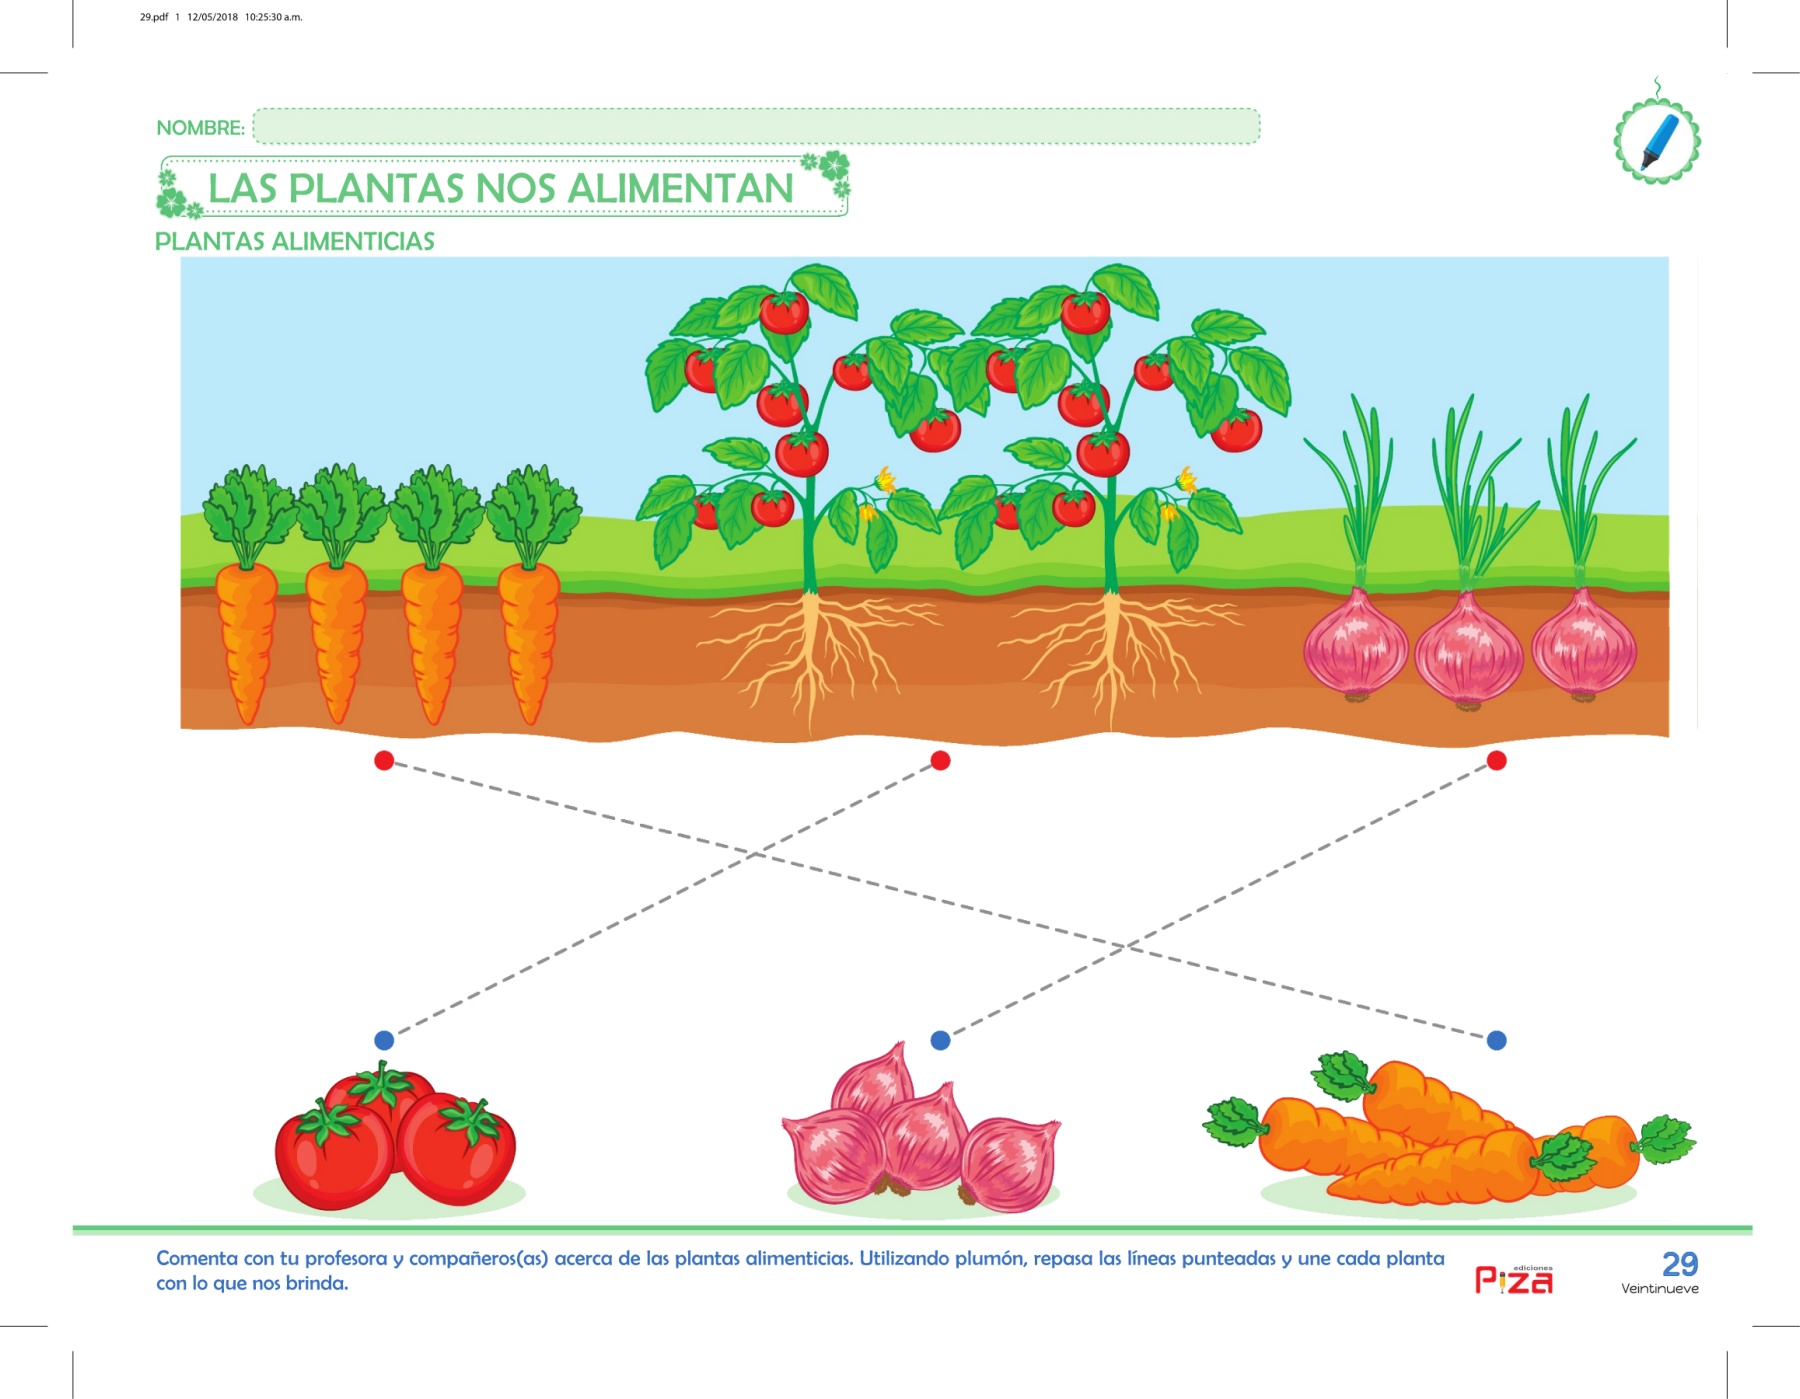 29.pdf 1 12/05/2018 10:25:30 a.m.
NOMBRE:
LAS PLANTAS NOS ALIMENTAN
PLANTAS ALIMENTICIAS
Comenta con tu profesora y compañeros(as) acerca de las plantas alimenticias. Utilizando plumón, repasa las líneas punteadas y une cada planta
con lo que nos brinda.
ediciones
Piza
29
Veintinueve